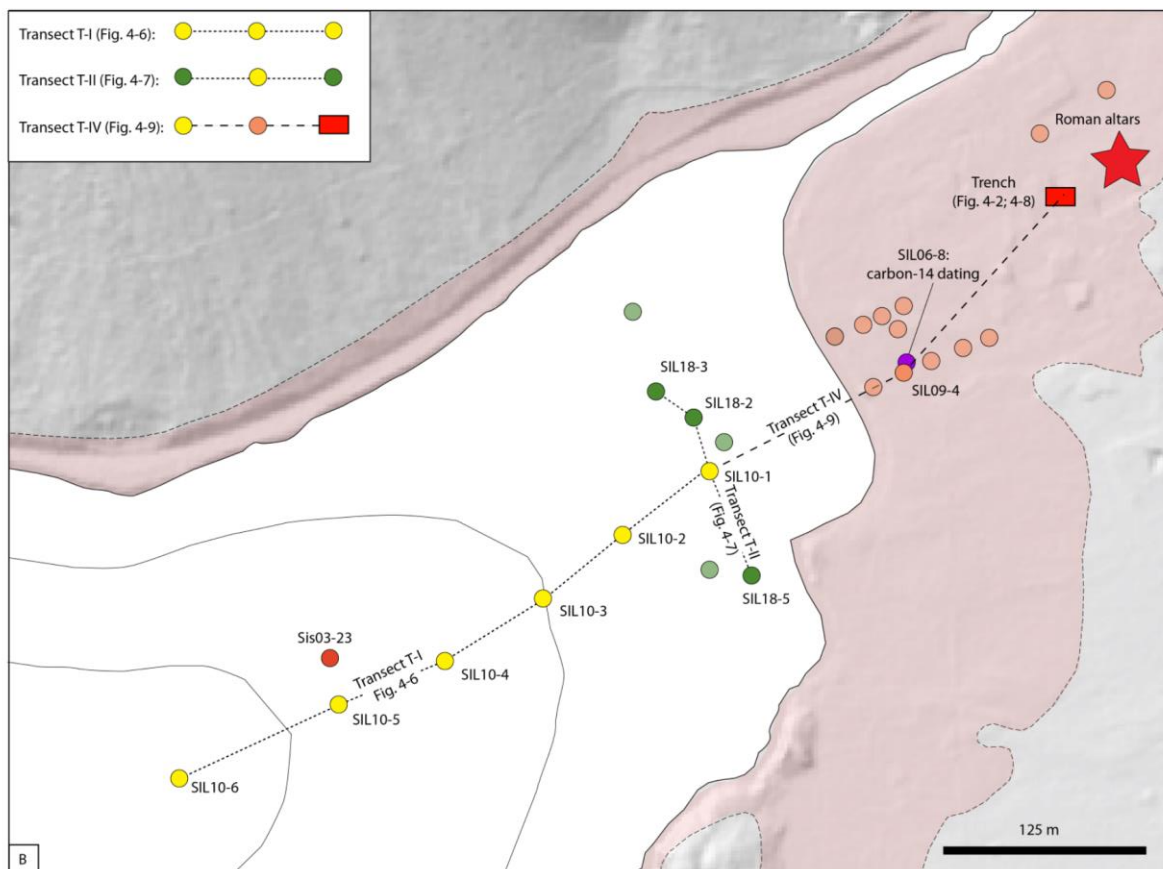 Transect T-I (Fig. 4-6):
Transect T-II (Fig. 4-7):
Transect T-IV (Fig. 4-9):
Roman altars
Trench
(Fig. 4-2; 4-8)
SIL06-8:
carbon-14 dating
SIL18-3
SIL18-2
SIL09-4
Transect T-IV
(Fig. 4-9)
SIL10-1
Transect T-II
(Fig. 4-7)
SIL10-2
SIL18-5
SIL10-3
Sis03-23
Transect T-I
Fig. 4-6
SIL10-4
SIL10-5
SIL10-6
125 m
B